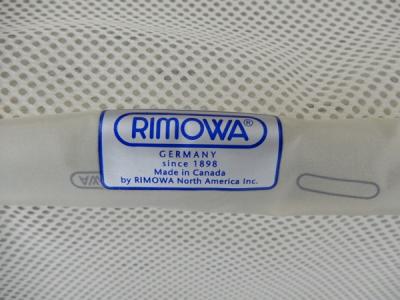 RIMOWA®
GERMANY
since 1898
Made in Canada
by RIMOWA North America Inc.